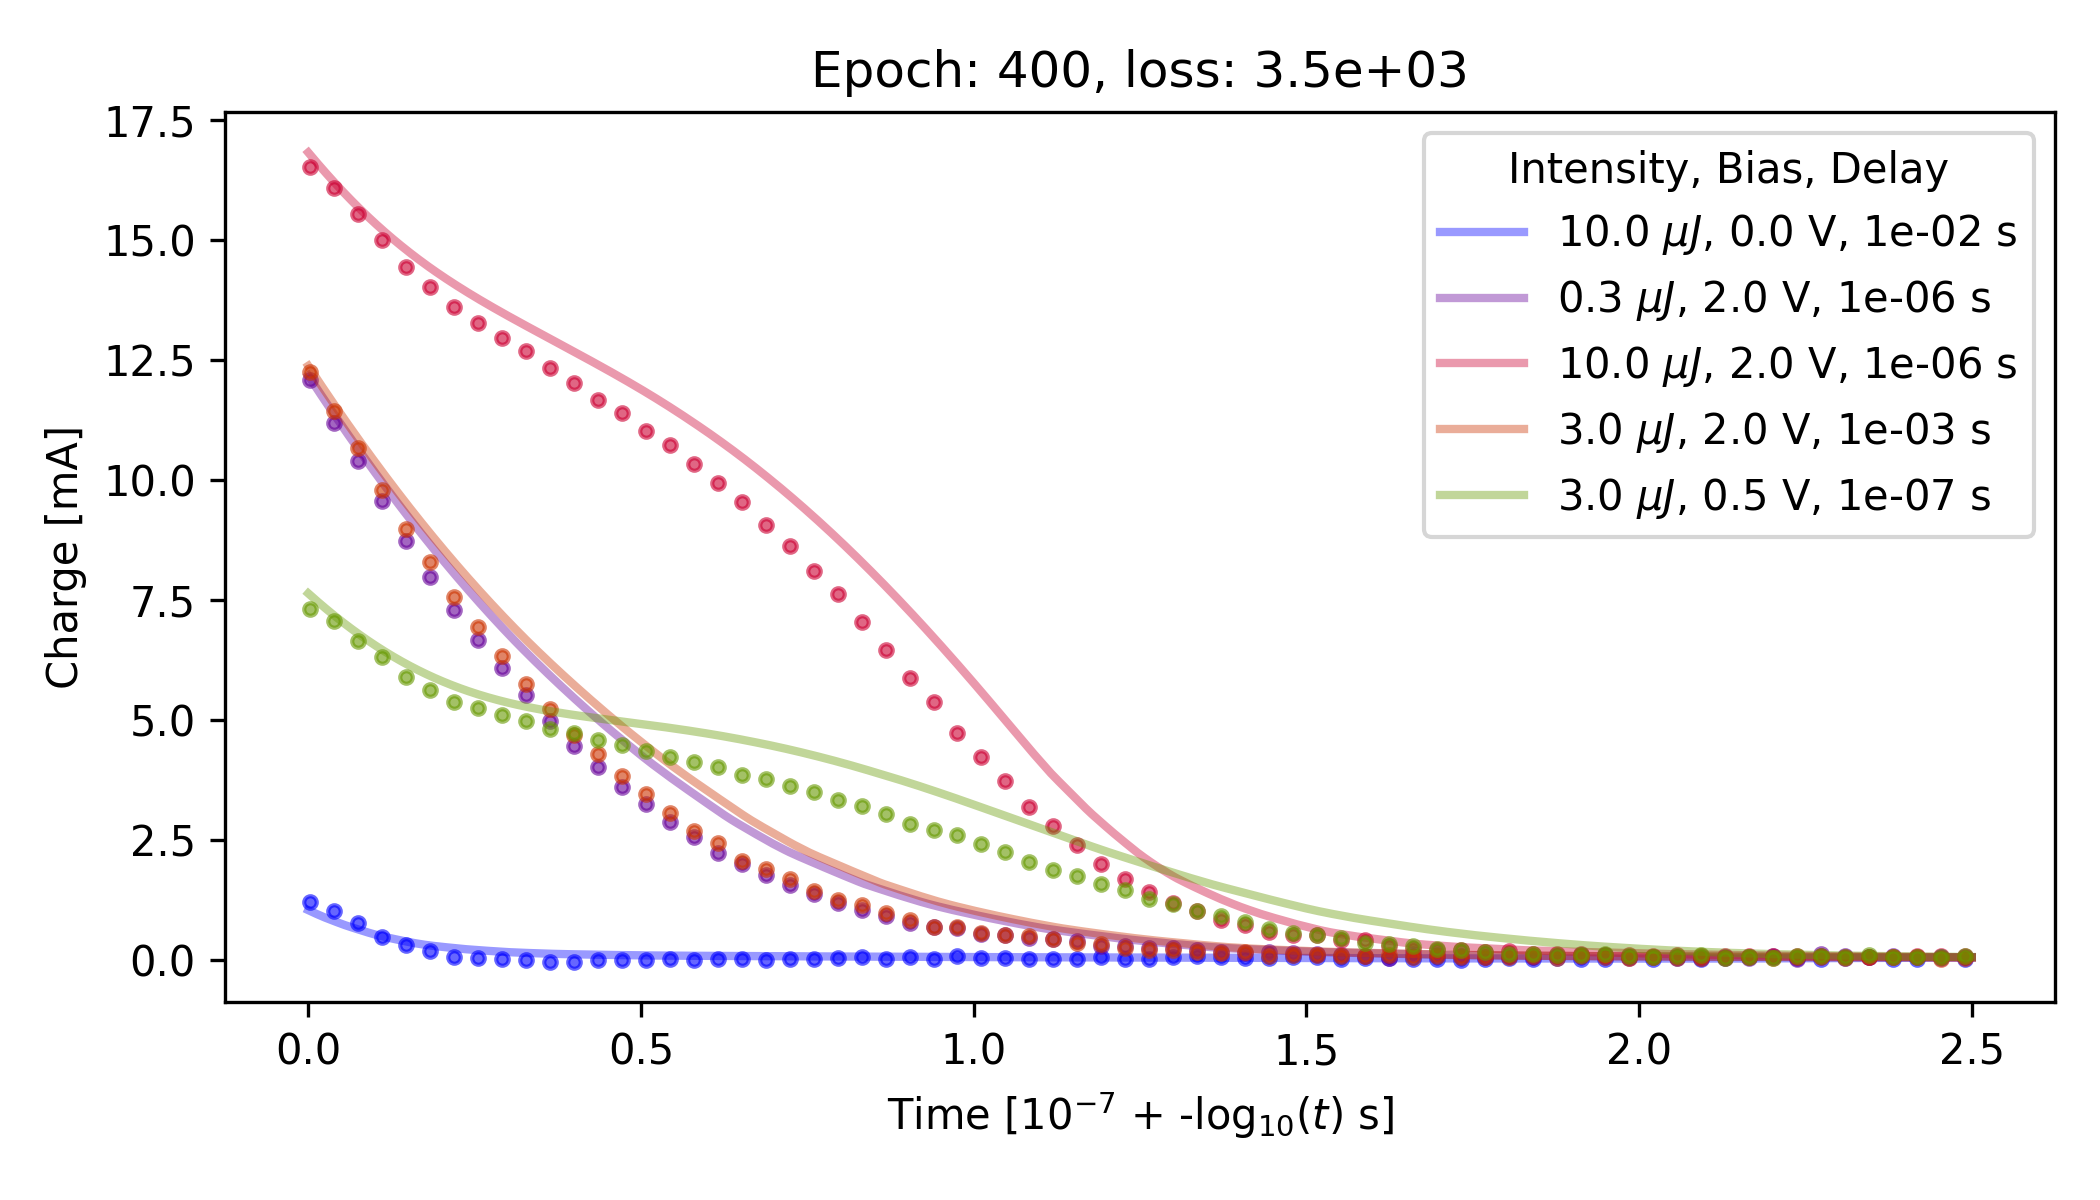 Epoch: 400, loss: 3.5e+03
17.5
15.0
12.5
10.0
7.5
5.0
2.5
0.0
Charge [mA]
Intensity, Bias, Delay
10.0 μJ, 0.0 V, 1e-02 s
0.3 μJ, 2.0 V, 1e-06 s
10.0 μJ, 2.0 V, 1e-06 s
3.0 μJ, 2.0 V, 1e-03 s
3.0 μJ, 0.5 V, 1e-07 s
0.0 0.5 1.0 1.5 2.0 2.5
Time [10⁻⁷ + -log₁₀(t) s]